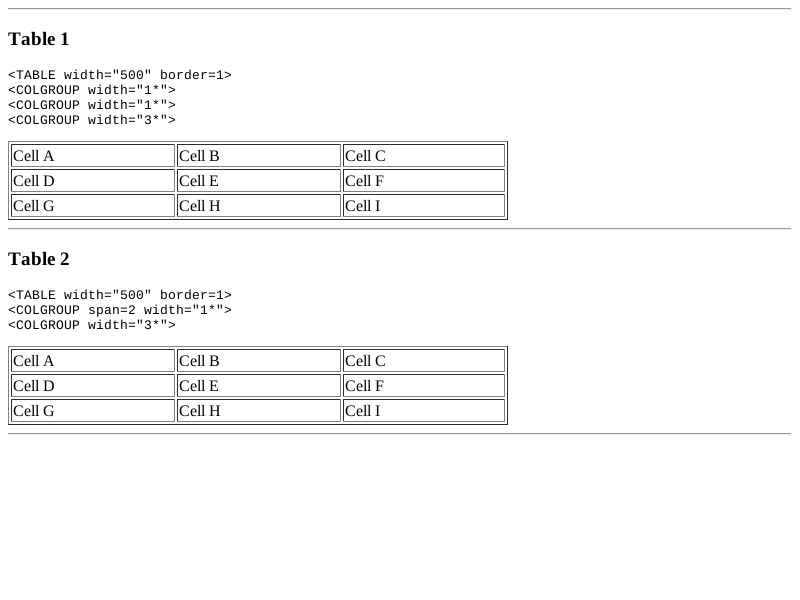 Table 1
<TABLE width="500" border=1>
<COLGROUP width="1*">
<COLGROUP width="1*">
<COLGROUP width="3*">
Cell A Cell B Cell C
Cell D Cell E Cell F
Cell G Cell H Cell I
Table 2
<TABLE width="500" border=1>
<COLGROUP span=2 width="1*">
<COLGROUP width="3*">
Cell A Cell B Cell C
Cell D Cell E Cell F
Cell G Cell H Cell I